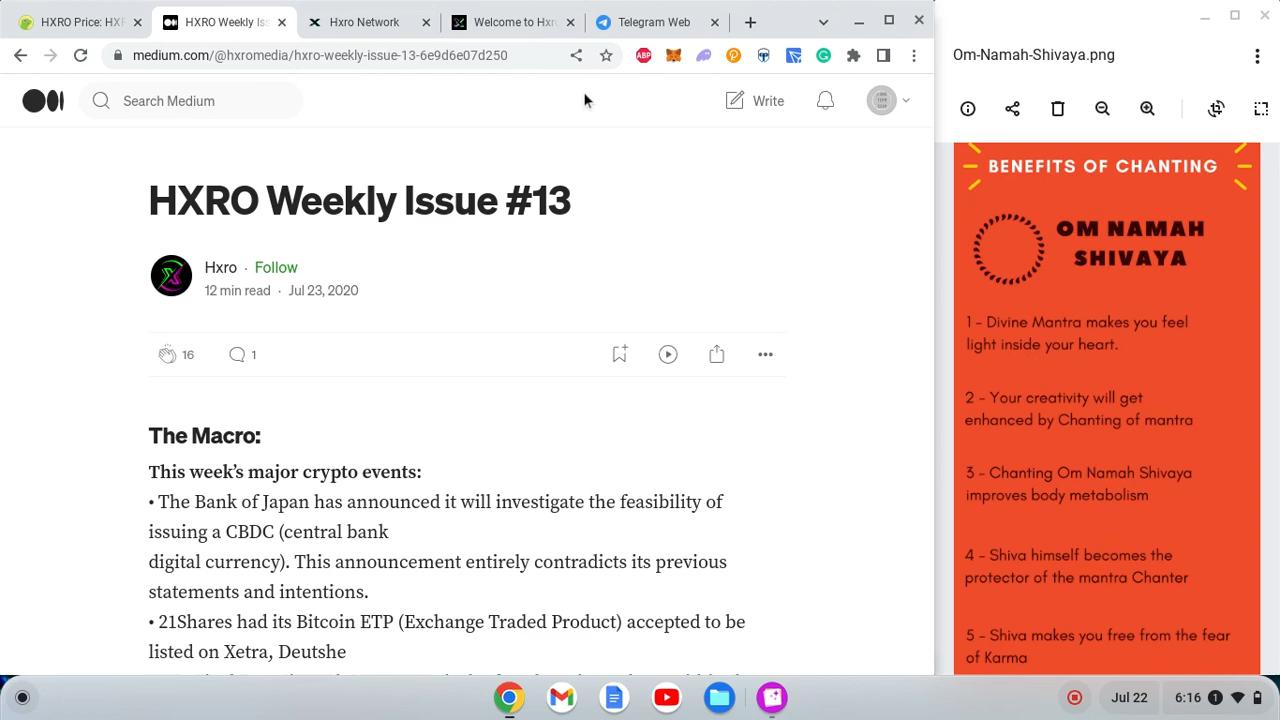 HXRO Price: HX
HXRO Weekly Iss
Hxro Network
Welcome to Hxr
Telegram Web
medium.com/@hxromedia/hxro-weekly-issue-13-6e9d6e07d250
Search Medium
Write
HXRO Weekly Issue #13
Hxro · Follow
12 min read · Jul 23, 2020
16
1
The Macro:
This week's major crypto events:
• The Bank of Japan has announced it will investigate the feasibility of
issuing a CBDC (central bank
digital currency). This announcement entirely contradicts its previous
statements and intentions.
• 21Shares had its Bitcoin ETP (Exchange Traded Product) accepted to be
listed on Xetra, Deutshe
Om-Namah-Shivaya.png
BENEFITS OF CHANTING
OM NAMAH
SHIVAYA
1 - Divine Mantra makes you feel
light inside your heart.
2 - Your creativity will get
enhanced by Chanting of mantra
3 - Chanting Om Namah Shivaya
improves body metabolism
4 - Shiva himself becomes the
protector of the mantra Chanter
5 - Shiva makes you free from the fear
of Karma
Jul 22
6:16
1